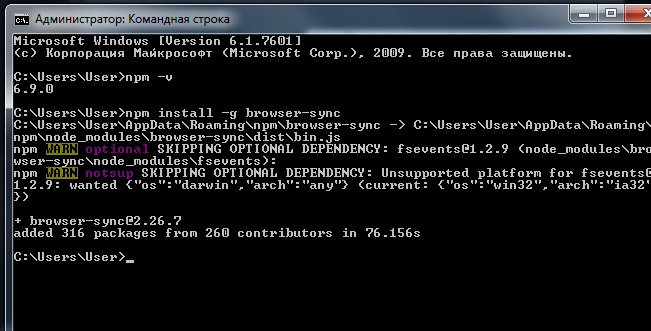 Администратор: Командная строка
Microsoft Windows [Version 6.1.7601]
(c) Корпорация Майкрософт (Microsoft Corp.), 2009. Все права защищены.
C:\Users\User>npm -v
6.9.0
C:\Users\User>npm install -g browser-sync
C:\Users\User\AppData\Roaming\npm\browser-sync -> C:\Users\User\AppData\Roaming\
npm\node_modules\browser-sync\dist\bin.js
npm WARN optional SKIPPING OPTIONAL DEPENDENCY: fsevents@1.2.9 (node_modules\bro
wser-sync\node_modules\fsevents):
npm WARN notsup SKIPPING OPTIONAL DEPENDENCY: Unsupported platform for fsevents@
1.2.9: wanted {"os":"darwin","arch":"any"} (current: {"os":"win32","arch":"ia32"
})
+ browser-sync@2.26.7
added 316 packages from 260 contributors in 76.156s
C:\Users\User>_